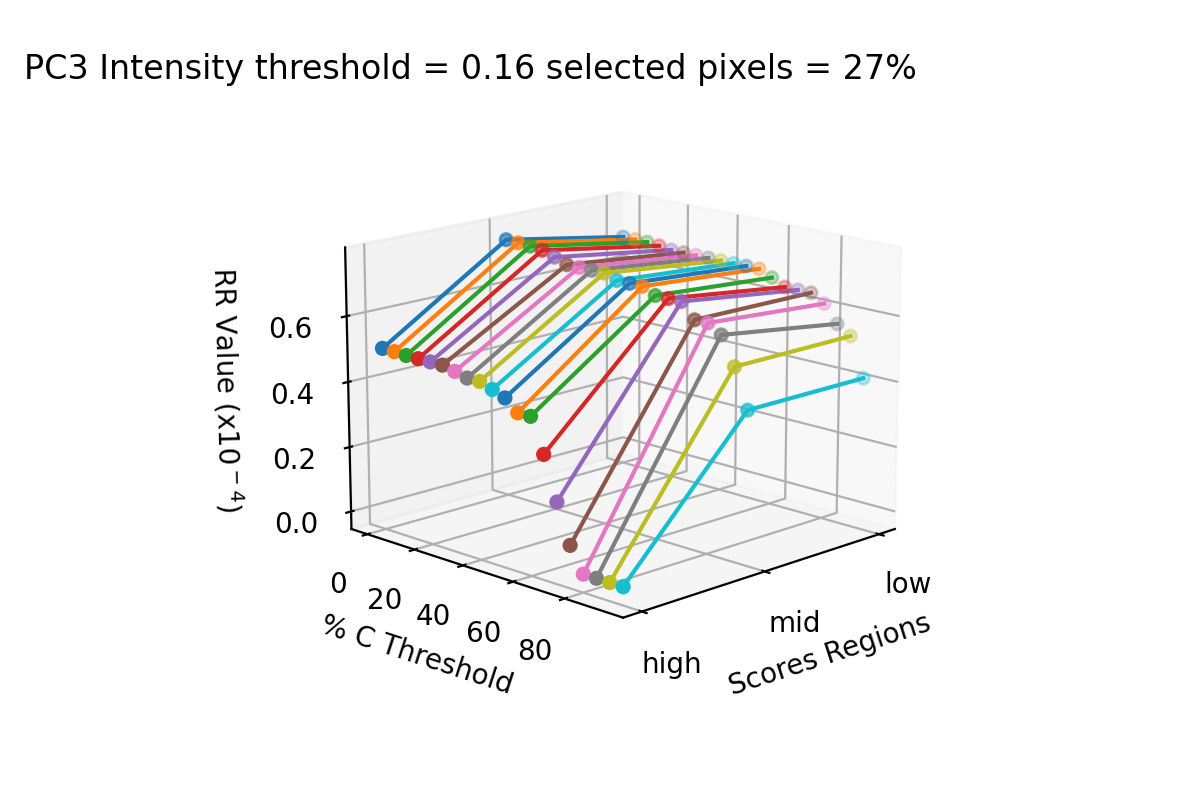 PC3 Intensity threshold = 0.16 selected pixels = 27%
RR Value (x10⁻⁴)
0.6
0.4
0.2
0.0
0
20
40
60
80
% C Threshold
high
mid
low
Scores Regions